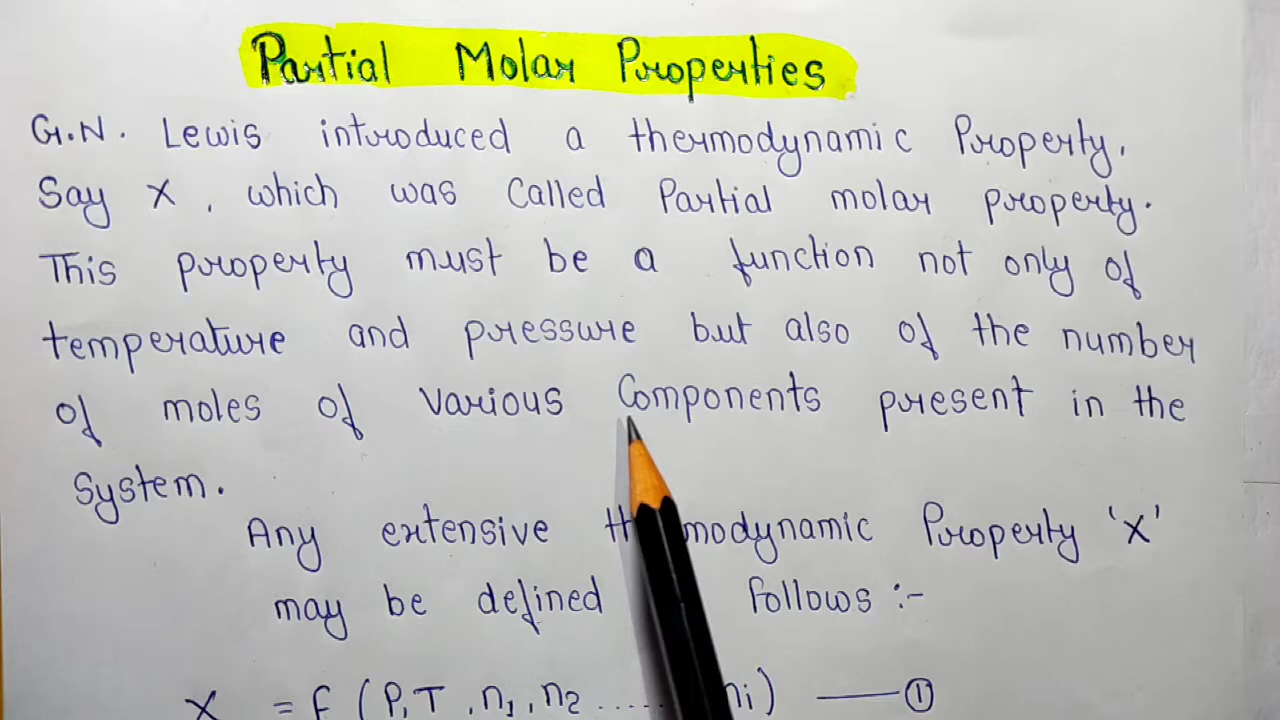 Partial Molar Properties
G.N. Lewis introduced a thermodynamic Property.
Say X, which was Called Partial molar property.
This property must be a function not only of
temperature and pressure but also of the number
of moles of various Components present in the
system.
Any extensive Property 'X'
may be defined follows :-
X = f (P,T, n1, n2 ..... ni) —— ①